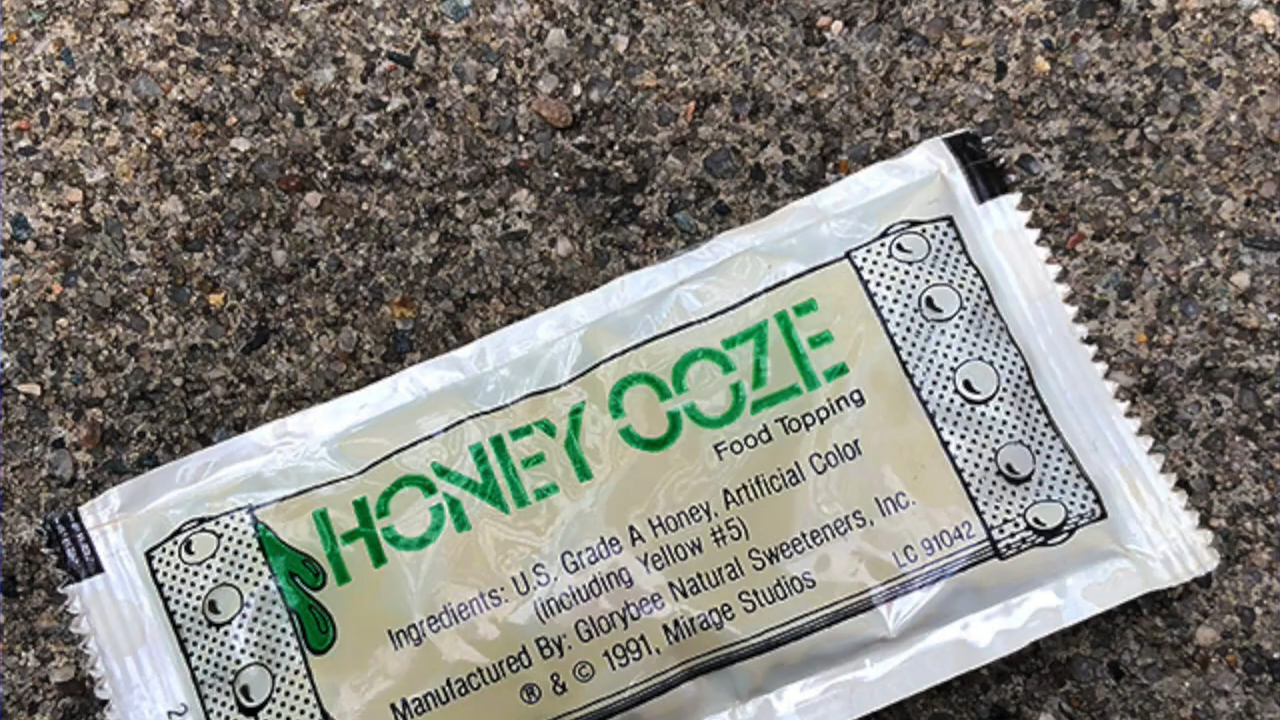 HONEY OOZE
Food Topping
Ingredients: U.S. Grade A Honey, Artificial Color
(including Yellow #5)
Manufactured By: Glorybee Natural Sweeteners, Inc.
® & © 1991, Mirage Studios
LC 91042